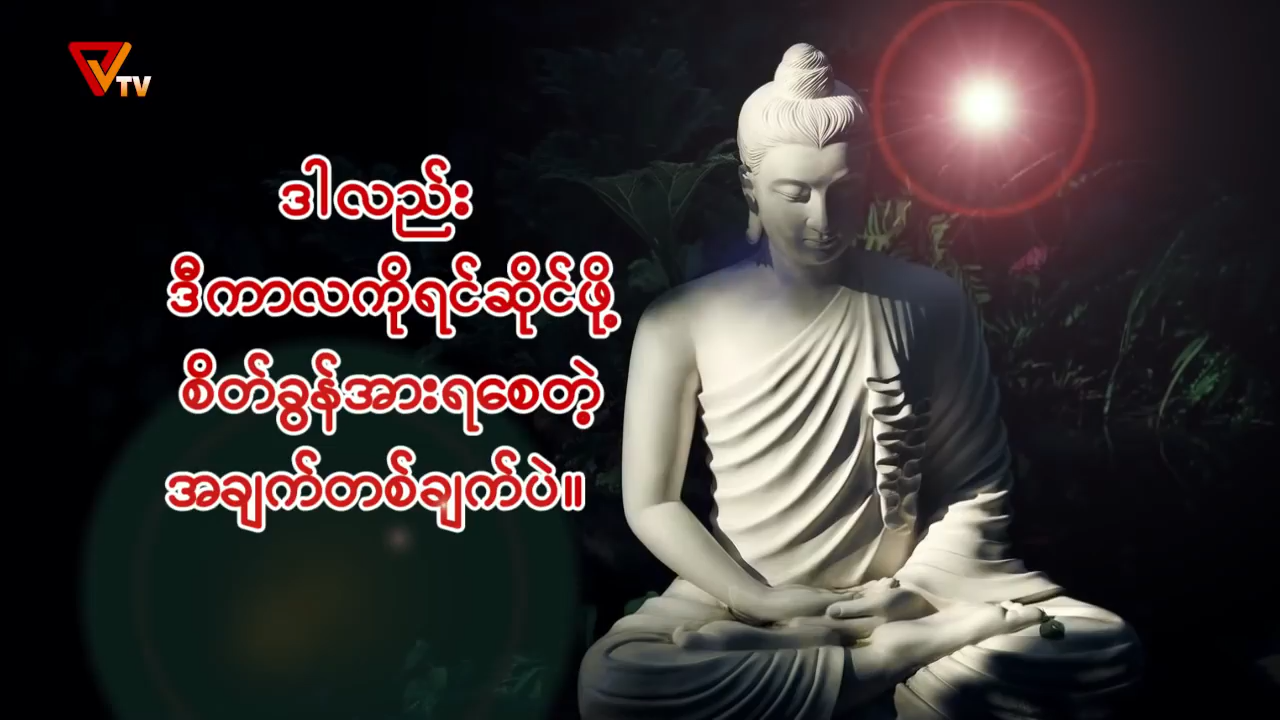 TV
ဒါလည်း
ဒီကာလကိုရင်ဆိုင်ဖို့
စိတ်ခွန်အားရစေတဲ့
အချက်တစ်ချက်ပဲ။